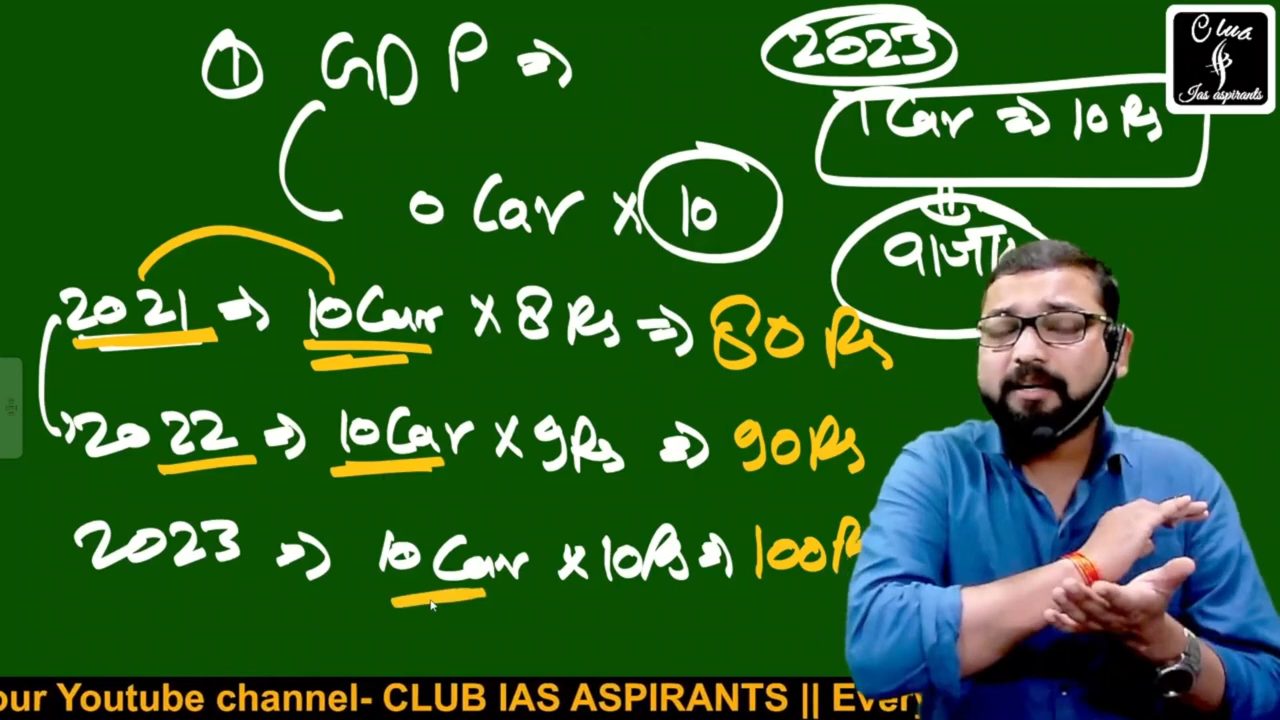 ① GDP ⇒
2023
1 Car ⇒ 10 Rs
0 Car × 10
2021 ⇒ 10 Car × 8 Rs ⇒ 80 Rs
2022 ⇒ 10 Car × 9 Rs ⇒ 90 Rs
2023 ⇒ 10 Car × 10 Rs ⇒ 100 R
Club
Ias aspirants
our Youtube channel- CLUB IAS ASPIRANTS || Every